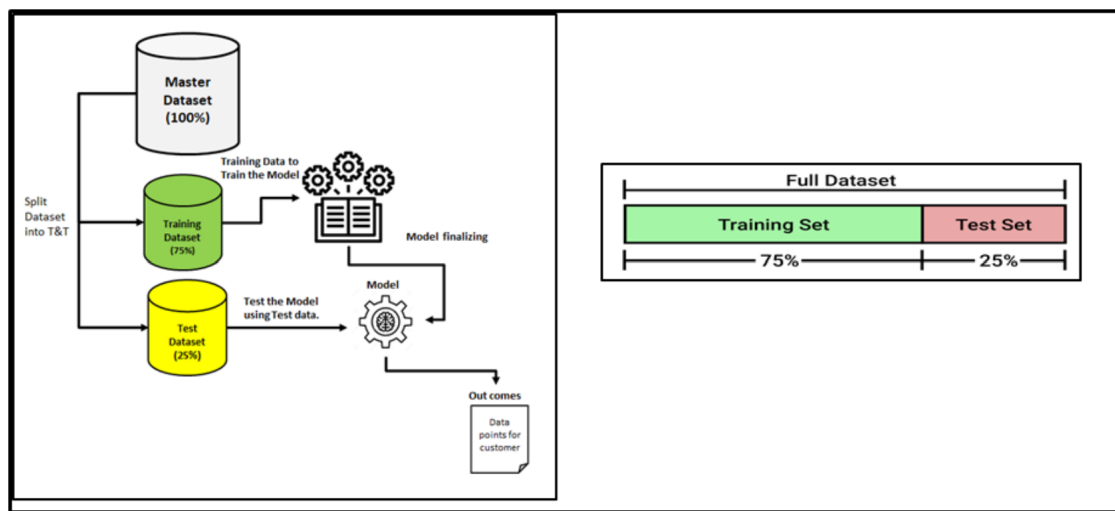 Master
Dataset
(100%)
Training Data to
Train the Model
Split
Dataset
into T&T
Training
Dataset
(75%)
Model finalizing
Model
Test the Model
using Test data.
Test
Dataset
(25%)
Out comes
Data
points for
customer
Full Dataset
Training Set
Test Set
75%
25%